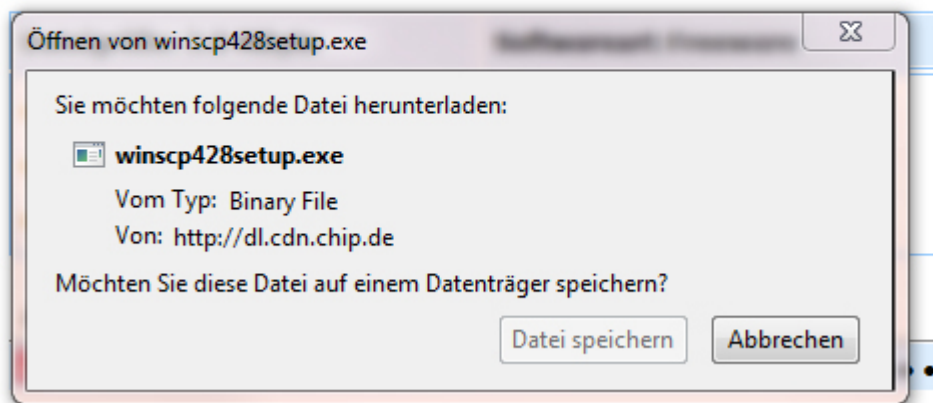 Öffnen von winscp428setup.exe
Sie möchten folgende Datei herunterladen:
winscp428setup.exe
Vom Typ: Binary File
Von: http://dl.cdn.chip.de
Möchten Sie diese Datei auf einem Datenträger speichern?
Datei speichern Abbrechen